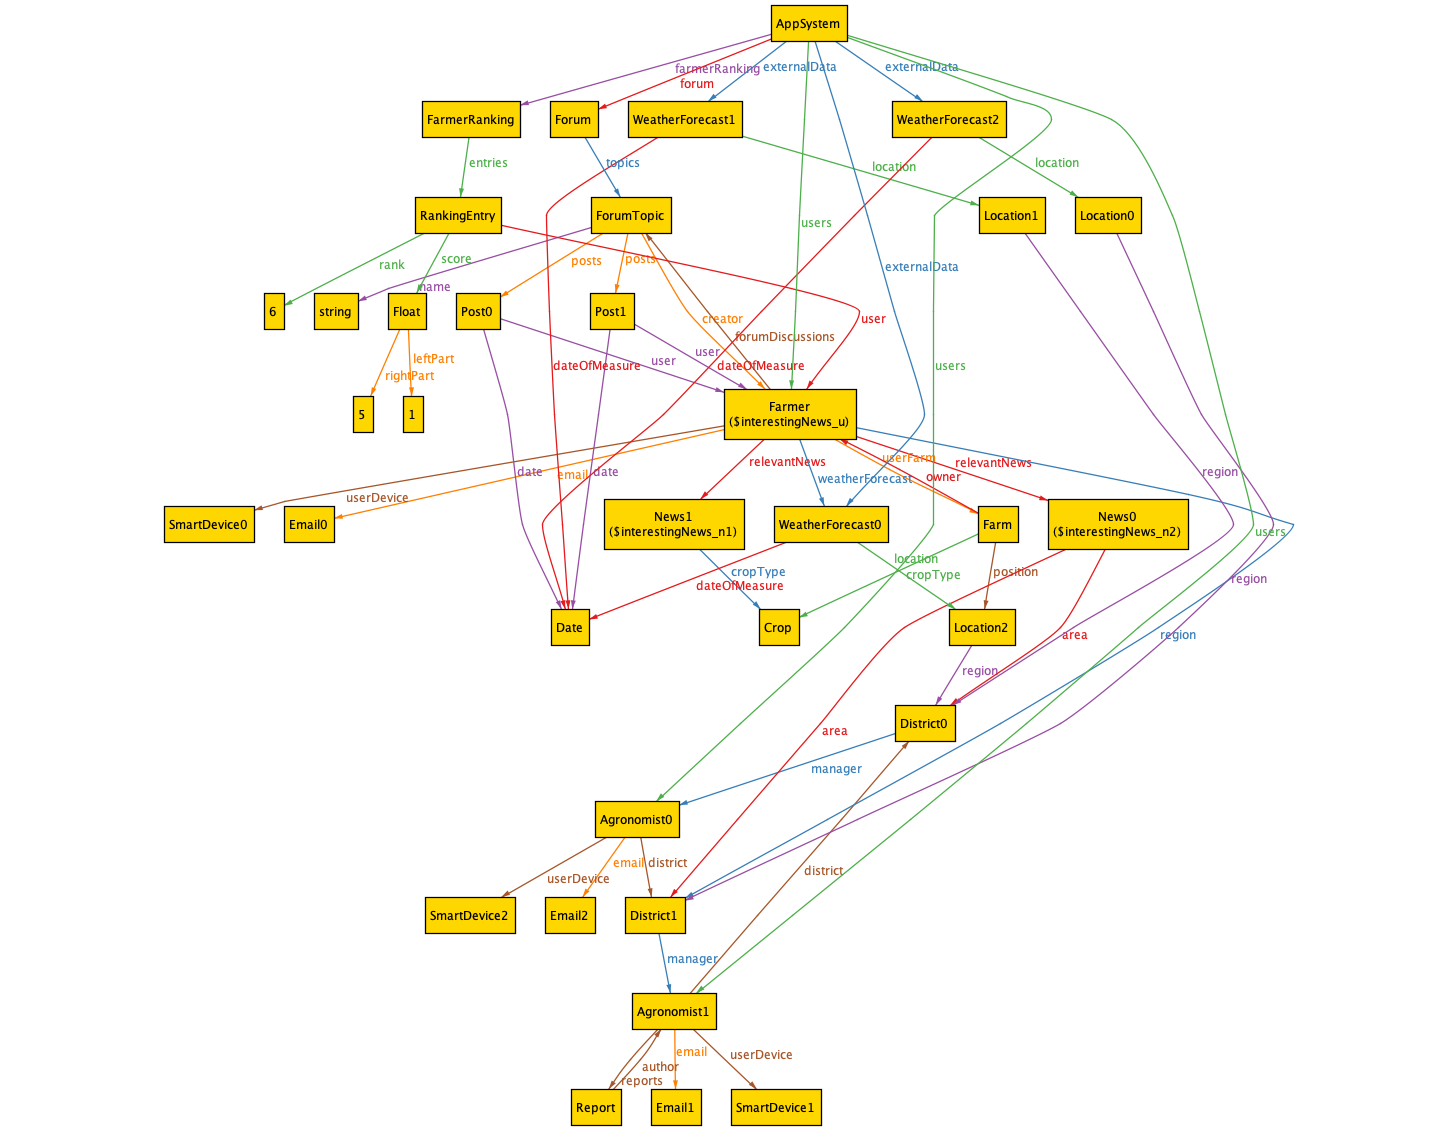 AppSystem
farmerRanking
externalData
externalData
forum
FarmerRanking
Forum
WeatherForecast1
WeatherForecast2
entries
topics
location
location
RankingEntry
ForumTopic
Location1
Location0
users
rank
score
posts
posts
externalData
name
6
string
Float
Post0
Post1
creator
user
forumDiscussions
leftPart
rightPart
user
user
dateOfMeasure
dateOfMeasure
users
5
1
Farmer
($interestingNews_u)
userDevice
email
date
date
relevantNews
weatherForecast
userFarm
owner
relevantNews
region
SmartDevice0
Email0
News1
($interestingNews_n1)
WeatherForecast0
Farm
News0
($interestingNews_n2)
users
cropType
dateOfMeasure
location
cropType
position
region
Date
Crop
Location2
area
region
region
District0
area
manager
Agronomist0
email
district
userDevice
district
SmartDevice2
Email2
District1
manager
Agronomist1
email
userDevice
author
reports
Report
Email1
SmartDevice1